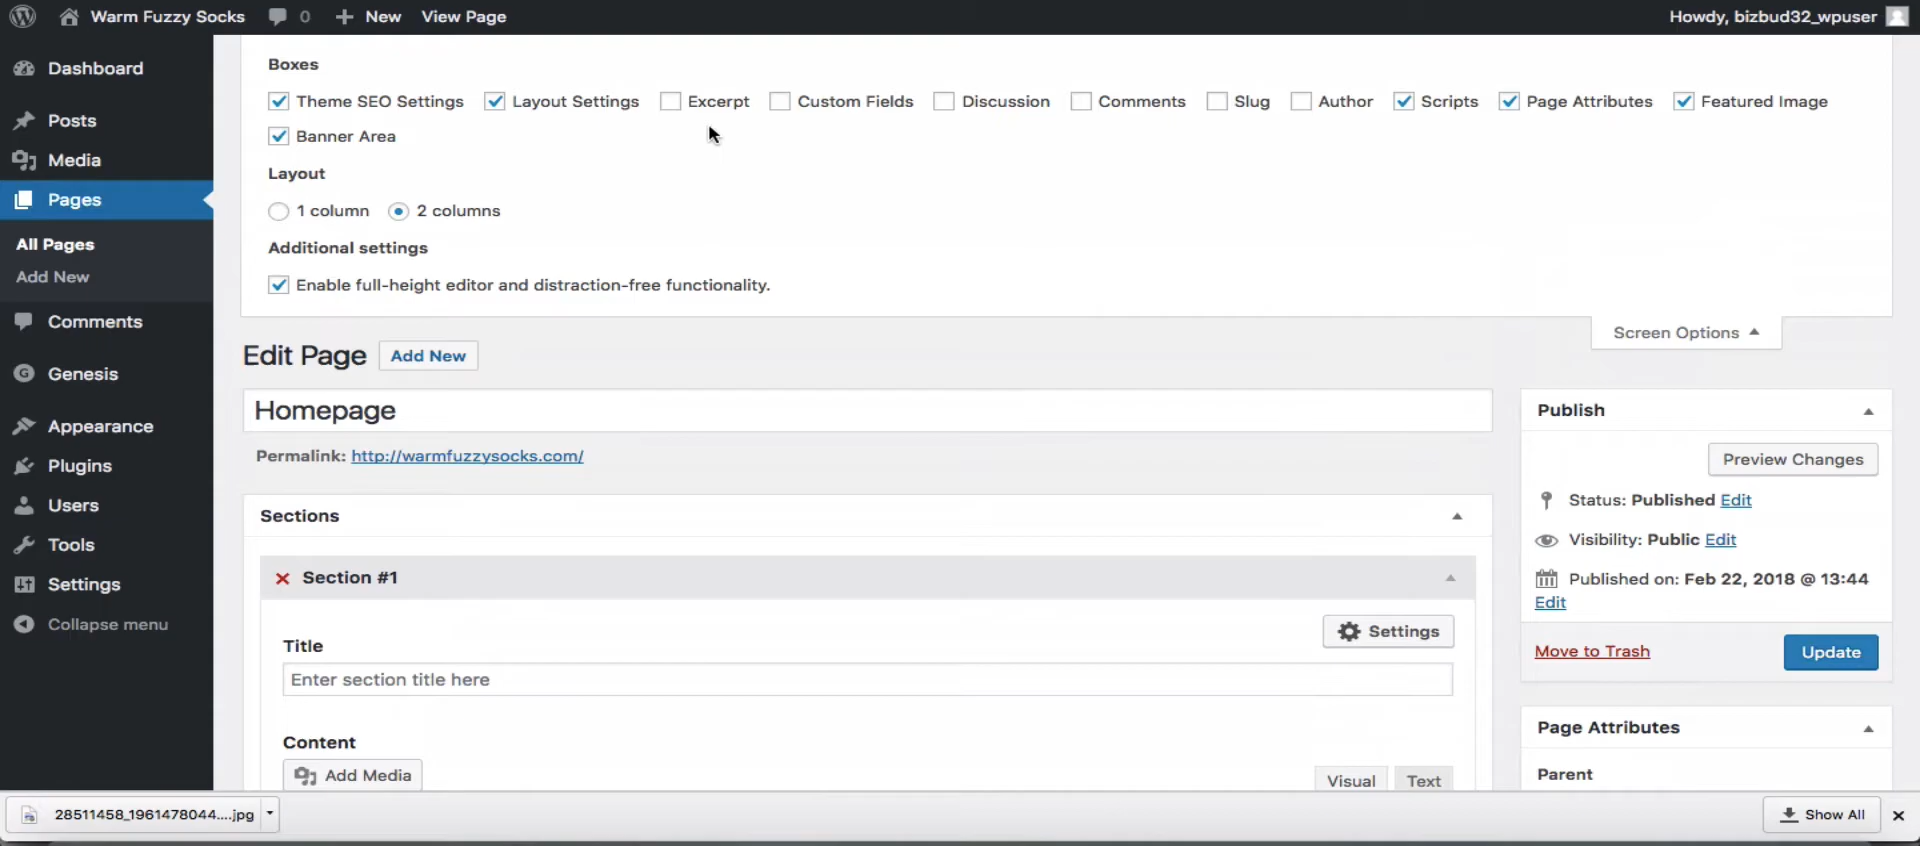 Warm Fuzzy Socks 0 New View Page Howdy, bizbud32_wpuser
Dashboard
Posts
Media
Pages
All Pages
Add New
Comments
Genesis
Appearance
Plugins
Users
Tools
Settings
Collapse menu
Boxes
Theme SEO Settings Layout Settings Excerpt Custom Fields Discussion Comments Slug Author Scripts Page Attributes Featured Image
Banner Area
Layout
1 column 2 columns
Additional settings
Enable full-height editor and distraction-free functionality.
Screen Options
Edit Page Add New
Homepage
Permalink: http://warmfuzzysocks.com/
Sections
Section #1
Settings
Title
Enter section title here
Content
Add Media
Visual Text
Publish
Preview Changes
Status: Published Edit
Visibility: Public Edit
Published on: Feb 22, 2018 @ 13:44
Edit
Move to Trash Update
Page Attributes
Parent
28511458_1961478044....jpg Show All